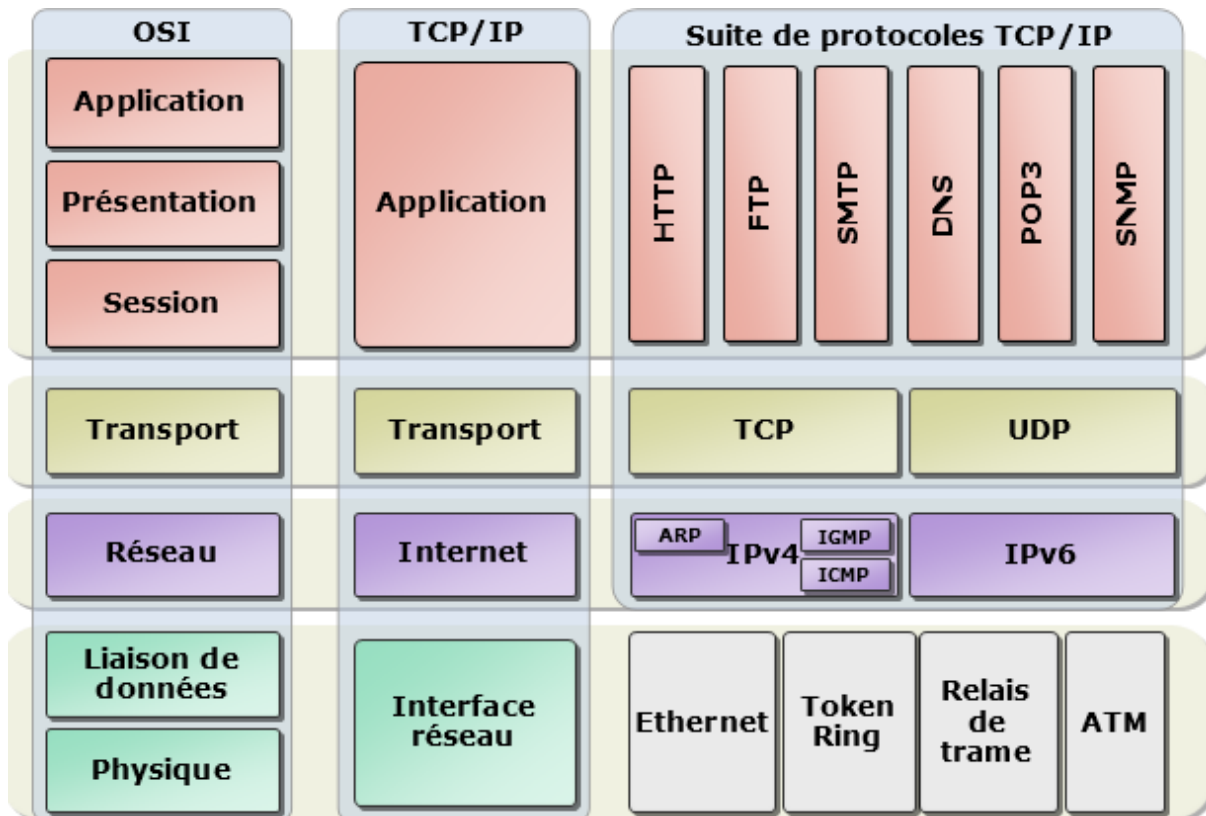 OSI
TCP/IP
Suite de protocoles TCP/IP
Application
Présentation
Session
Application
HTTP
FTP
SMTP
DNS
POP3
SNMP
Transport
Transport
TCP
UDP
Réseau
Internet
ARP
IPv4
IGMP
ICMP
IPv6
Liaison de
données
Physique
Interface
réseau
Ethernet
Token
Ring
Relais
de
trame
ATM